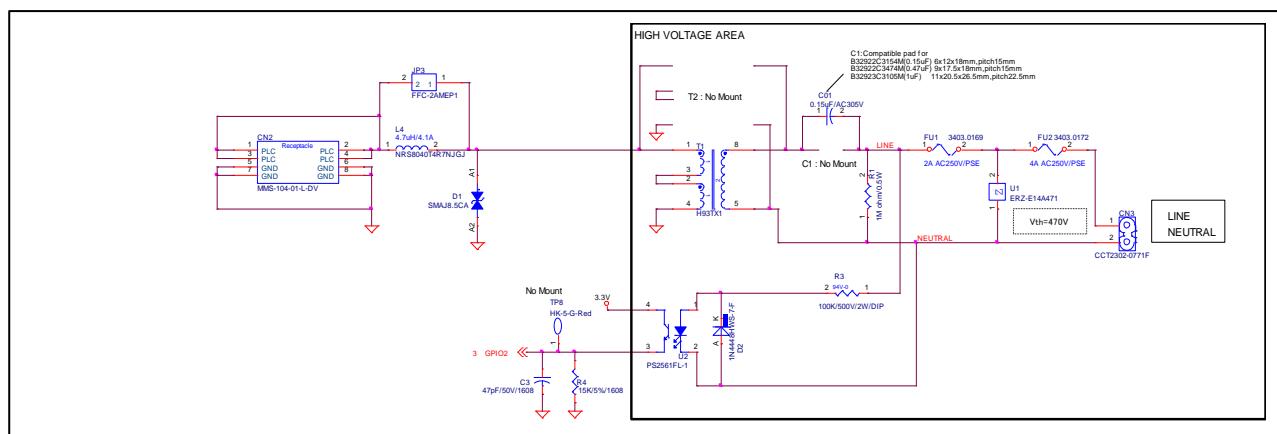 HIGH VOLTAGE AREA
C1:Compatible pad for
B32922C3154M(0.15uF) 6x12x18mm,pitch15mm
B32922C3474M(0.47uF) 9x17.5x18mm,pitch15mm
B32923C3105M(1uF) 11x20.5x26.5mm,pitch22.5mm
JP3
2 1
2 1
FFC-2AMEP1
T2 : No Mount
C01
0.15uF/AC305V
1 2
CN2
Receptacle
1 PLC PLC 2
3 PLC PLC 4
5 GND GND 6
7 GND GND 8
MMS-104-01-L-DV
L4
4.7uH/4.1A
1 2
NRS8040T4R7NJGJ
A1
D1
SMAJ8.5CA
A2
T1
1 8
3
2
4 5
H93TX1
C1 : No Mount
LINE
FU1 3403.0169
1 2
2A AC250V/PSE
FU2 3403.0172
1 2
4A AC250V/PSE
2
R1
1M ohm/0.5W
1
2
Z
U1
ERZ-E14A471
1
Vth=470V
CN3
1
2
CCT2302-0771F
LINE
NEUTRAL
NEUTRAL
R3
2 94V-0 1
100K/500V/2W/DIP
No Mount
TP8
HK-5-G-Red
1
3.3V
4 1
3 2
U2
PS2561FL-1
K
A
1N4448HWS-7-F
D2
3 GPIO2
C3
47pF/50V/1608
R4
15K/5%/1608